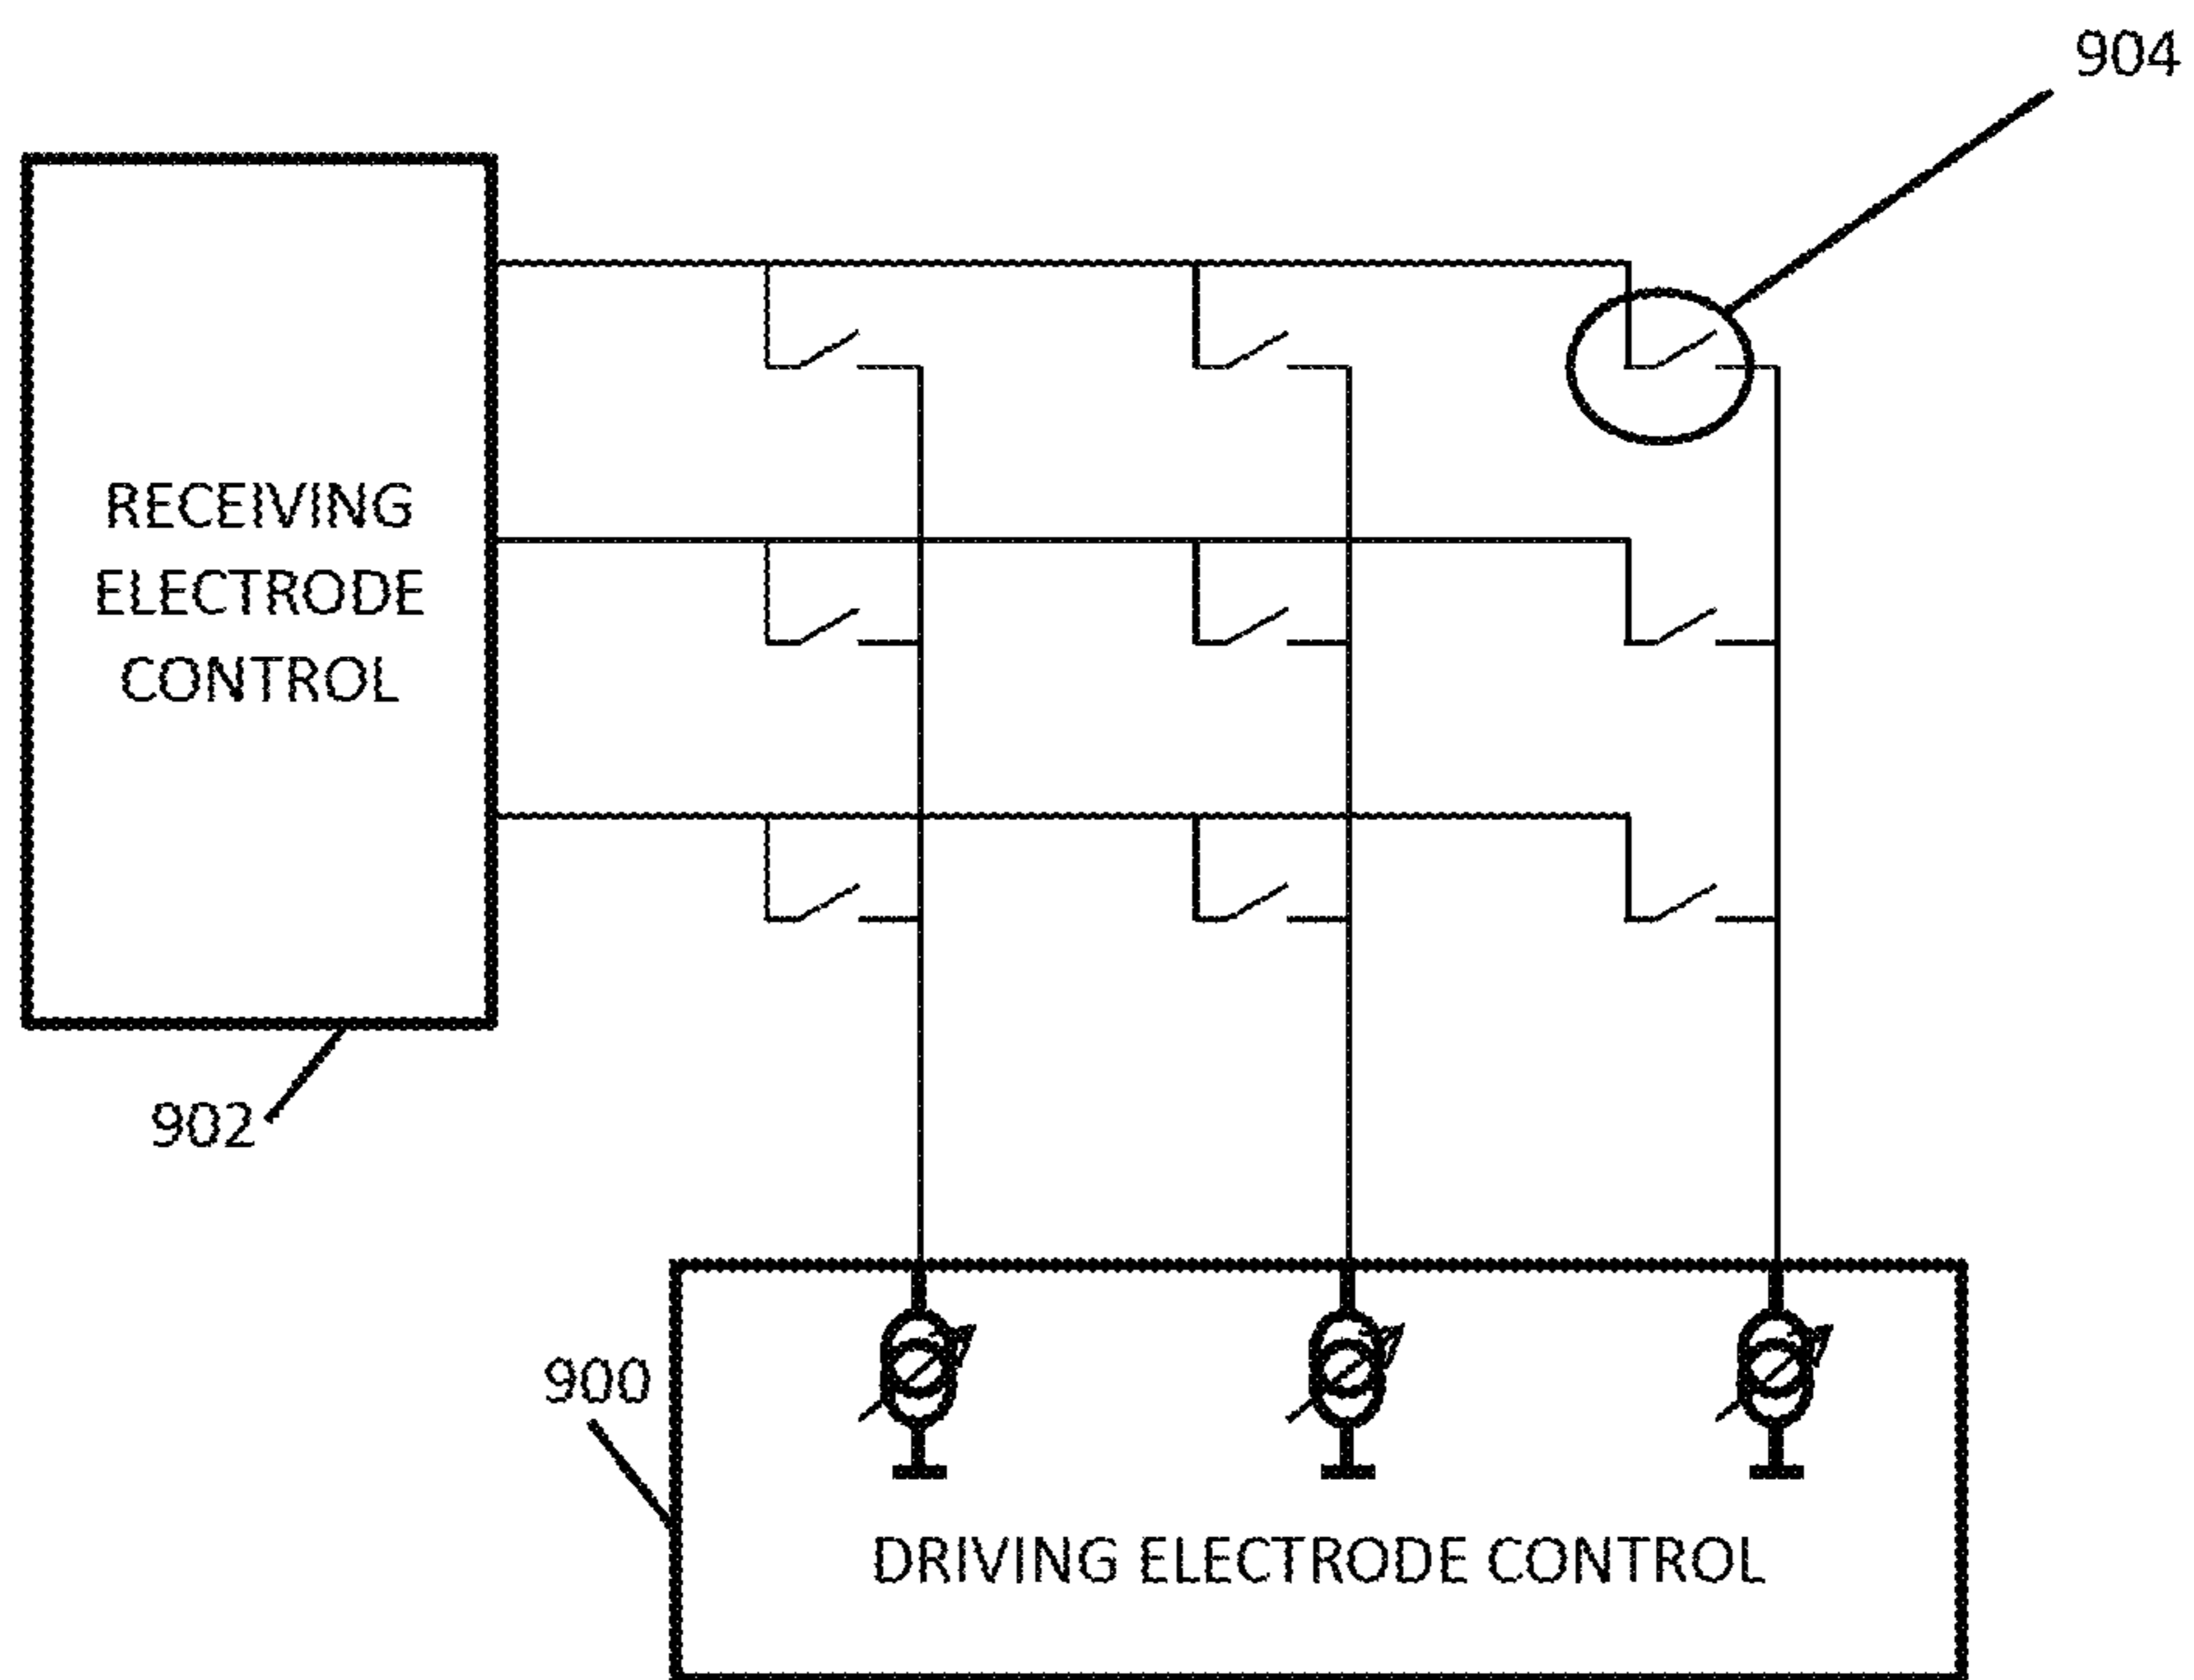 904
RECEIVING
ELECTRODE
CONTROL
902
900
DRIVING ELECTRODE CONTROL